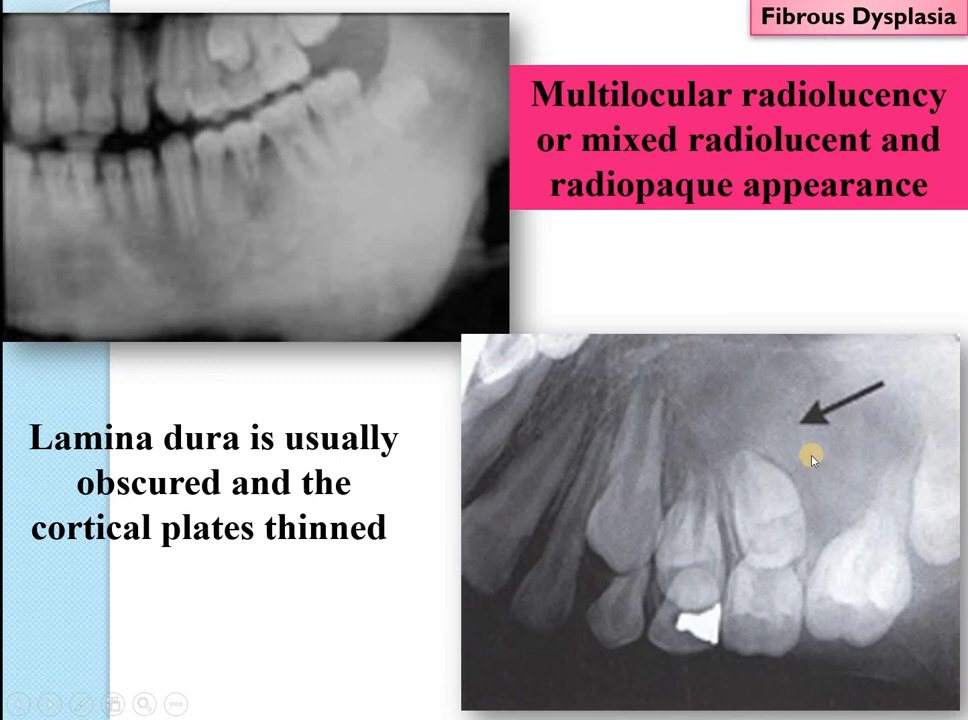 Fibrous Dysplasia
Multilocular radiolucency
or mixed radiolucent and
radiopaque appearance
Lamina dura is usually
obscured and the
cortical plates thinned